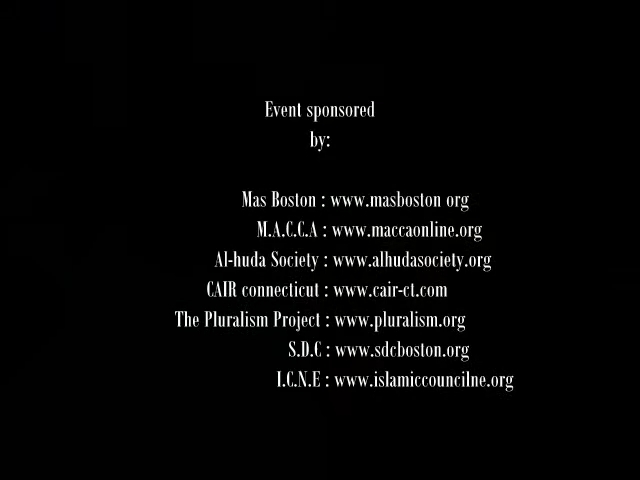 Event sponsored
by:
Mas Boston : www.masboston org
M.A.C.C.A : www.maccaonline.org
Al-huda Society : www.alhudasociety.org
CAIR connecticut : www.cair-ct.com
The Pluralism Project : www.pluralism.org
S.D.C : www.sdcboston.org
I.C.N.E : www.islamiccouncilne.org